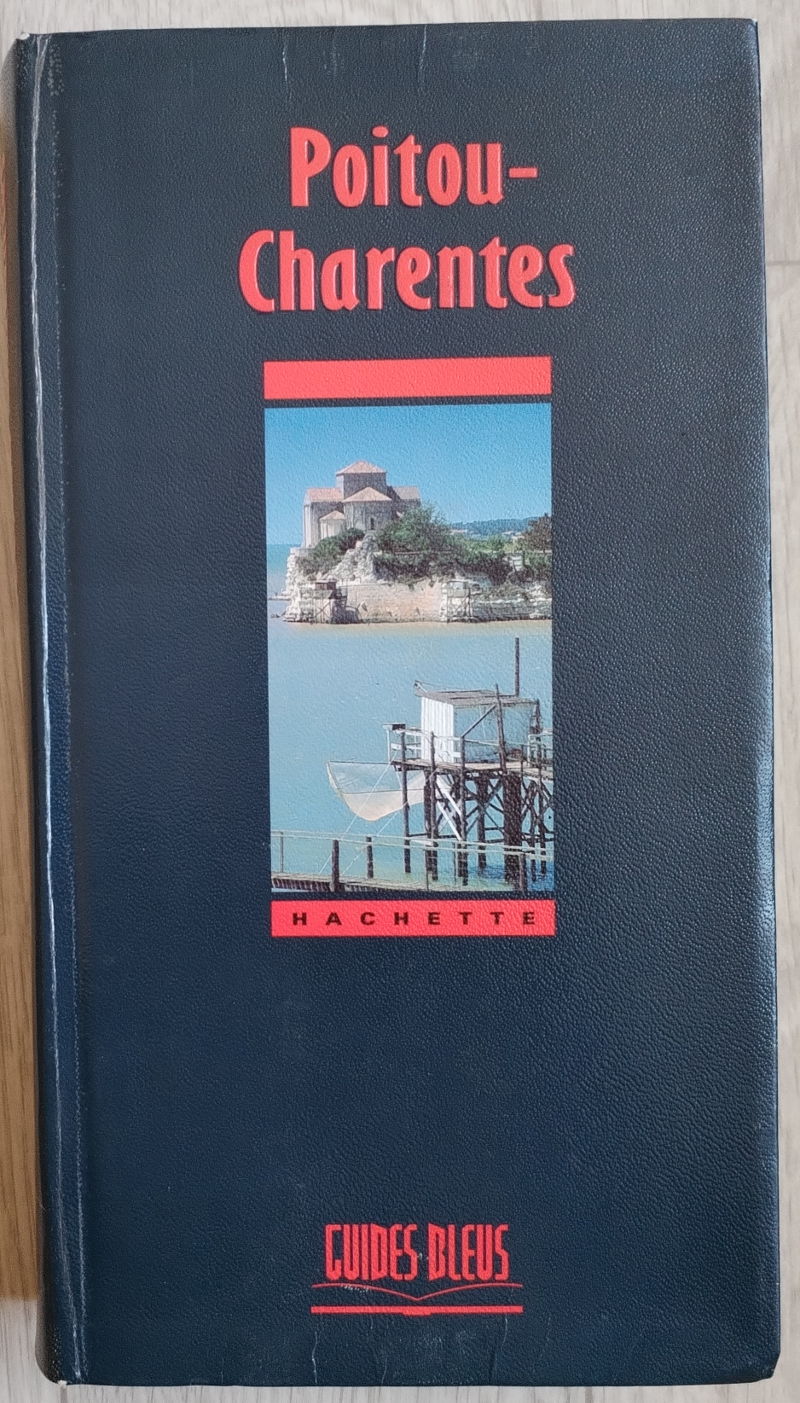 Poitou-
Charentes
HACHETTE
GUIDES BLEUS